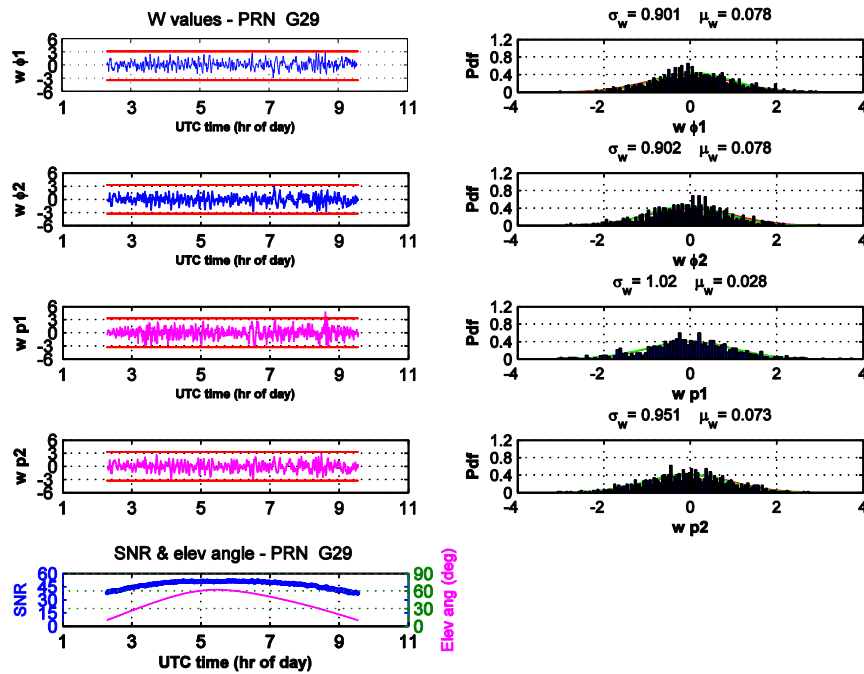 W values - PRN G29
6
3
0
-3
-6
w ϕ1
1 3 5 7 9 11
UTC time (hr of day)
σw= 0.901 μw= 0.078
1.2
0.8
0.4
0
Pdf
-4 -2 0 2 4
w ϕ1
6
3
0
-3
-6
w ϕ2
1 3 5 7 9 11
UTC time (hr of day)
σw= 0.902 μw= 0.078
1.2
0.8
0.4
0
Pdf
-4 -2 0 2 4
w ϕ2
6
3
0
-3
-6
w p1
1 3 5 7 9 11
UTC time (hr of day)
σw= 1.02 μw= 0.028
1.2
0.8
0.4
0
Pdf
-4 -2 0 2 4
w p1
6
3
0
-3
-6
w p2
1 3 5 7 9 11
σw= 0.951 μw= 0.073
1.2
0.8
0.4
0
Pdf
-4 -2 0 2 4
w p2
SNR & elev angle - PRN G29
60
45
30
15
0
SNR
90
60
30
0
Elev ang (deg)
1 3 5 7 9 11
UTC time (hr of day)